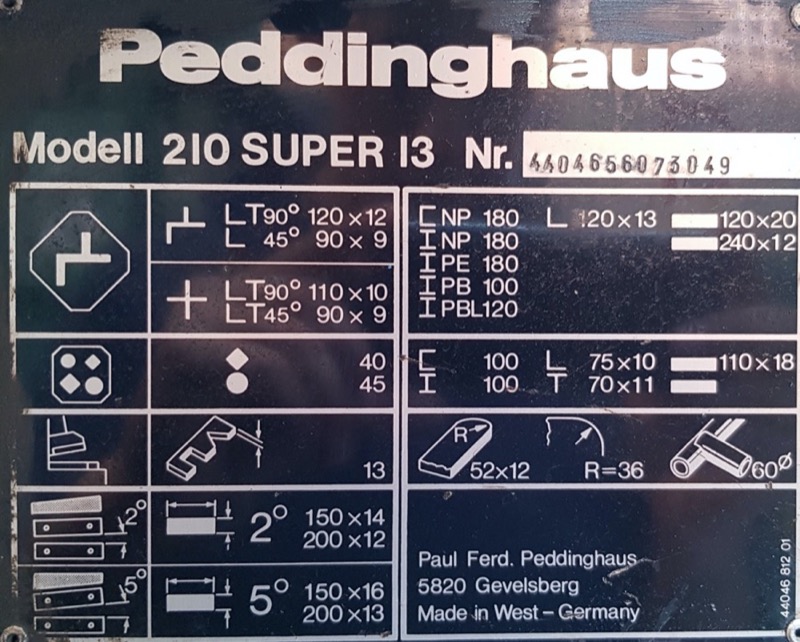 Peddinghaus
Modell 210 SUPER 13 Nr. 4404656073049
LT90° 120 x 12
L 45° 90 x 9
LT90° 110 x 10
LT45° 90 x 9
[ NP 180 L 120 x 13 120 x 20
I NP 180 240 x 12
I PE 180
I PB 100
I PBL120
40
45
[ 100 L 75 x 10 110 x 18
I 100 T 70 x 11
13
R 52 x 12 R=36 60 Ø
2° 2° 150 x 14
200 x 12
5° 5° 150 x 16
200 x 13
Paul Ferd. Peddinghaus
5820 Gevelsberg
Made in West - Germany
44046 812 01